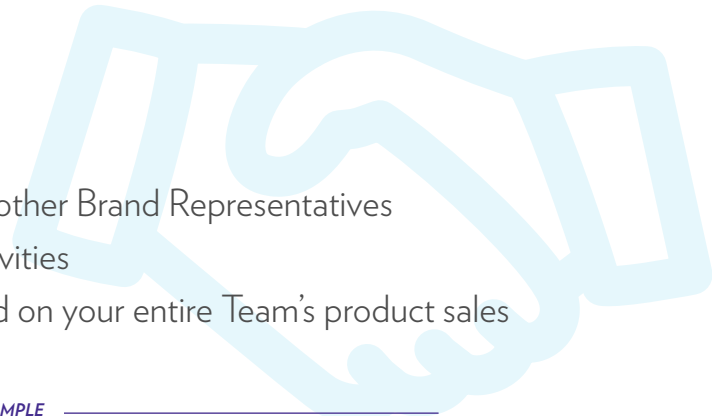 other Brand Representatives
vities
d on your entire Team’s product sales
MPLE